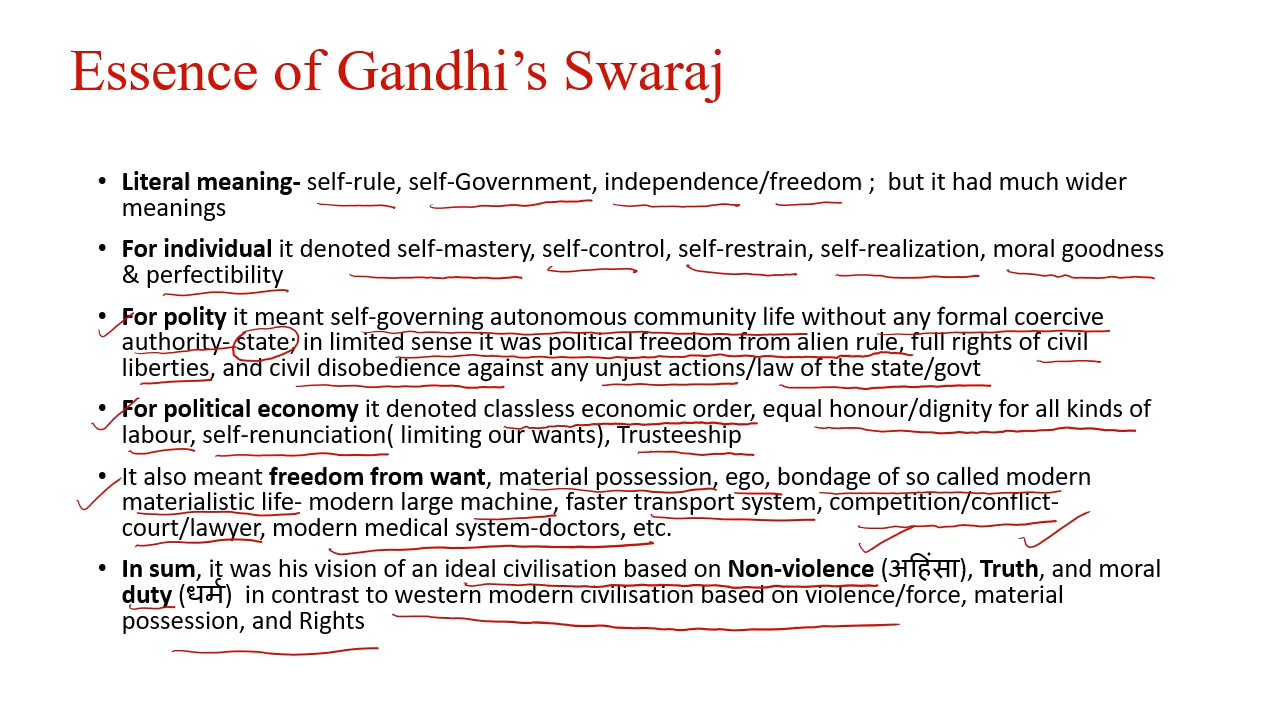 Essence of Gandhi’s Swaraj
• Literal meaning- self-rule, self-Government, independence/freedom ;  but it had much wider
meanings
• For individual it denoted self-mastery, self-control, self-restrain, self-realization, moral goodness
& perfectibility
• For polity it meant self-governing autonomous community life without any formal coercive
authority- state; in limited sense it was political freedom from alien rule, full rights of civil
liberties, and civil disobedience against any unjust actions/law of the state/govt
• For political economy it denoted classless economic order, equal honour/dignity for all kinds of
labour, self-renunciation( limiting our wants), Trusteeship
• It also meant freedom from want, material possession, ego, bondage of so called modern
materialistic life- modern large machine, faster transport system, competition/conflict-
court/lawyer, modern medical system-doctors, etc.
• In sum, it was his vision of an ideal civilisation based on Non-violence (अहिंसा), Truth, and moral
duty (धर्म)  in contrast to western modern civilisation based on violence/force, material
possession, and Rights